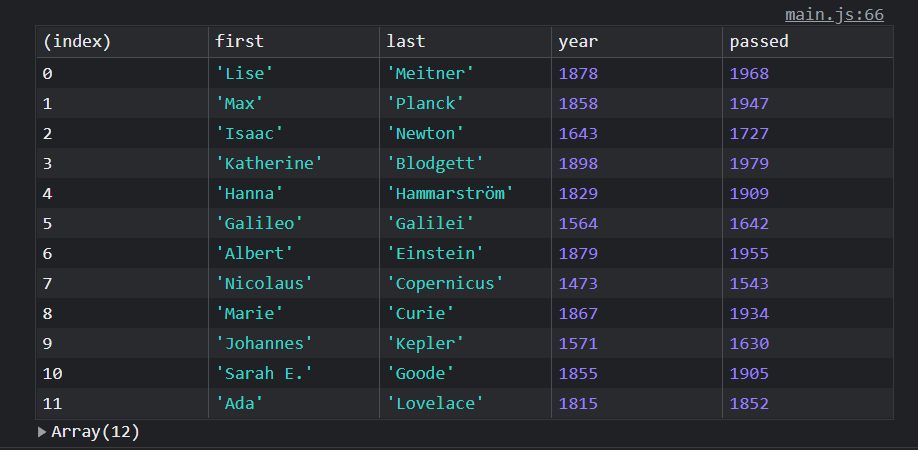 main.js:66
(index) first last year passed
0 'Lise' 'Meitner' 1878 1968
1 'Max' 'Planck' 1858 1947
2 'Isaac' 'Newton' 1643 1727
3 'Katherine' 'Blodgett' 1898 1979
4 'Hanna' 'Hammarström' 1829 1909
5 'Galileo' 'Galilei' 1564 1642
6 'Albert' 'Einstein' 1879 1955
7 'Nicolaus' 'Copernicus' 1473 1543
8 'Marie' 'Curie' 1867 1934
9 'Johannes' 'Kepler' 1571 1630
10 'Sarah E.' 'Goode' 1855 1905
11 'Ada' 'Lovelace' 1815 1852
Array(12)